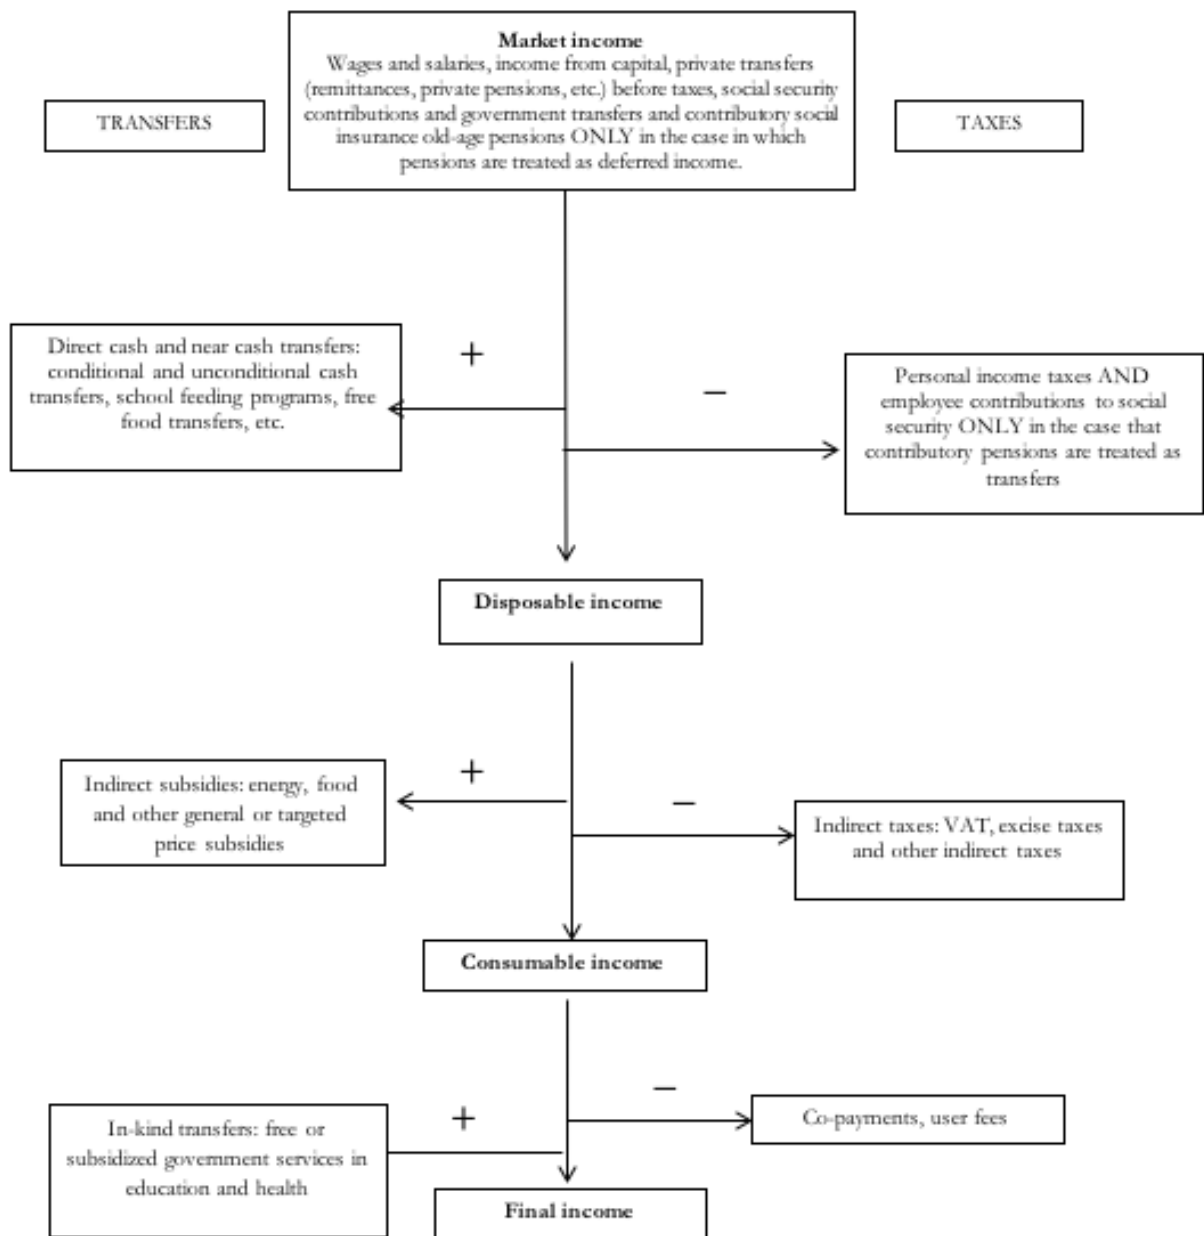 Market income
Wages and salaries, income from capital, private transfers
(remittances, private pensions, etc.) before taxes, social security
contributions and government transfers and contributory social
insurance old-age pensions ONLY in the case in which
pensions are treated as deferred income.
TRANSFERS
TAXES
Direct cash and near cash transfers:
conditional and unconditional cash
transfers, school feeding programs, free
food transfers, etc.
+
−
Personal income taxes AND
employee contributions to social
security ONLY in the case that
contributory pensions are treated as
transfers
Disposable income
Indirect subsidies: energy, food
and other general or targeted
price subsidies
+
−
Indirect taxes: VAT, excise taxes
and other indirect taxes
Consumable income
In-kind transfers: free or
subsidized government services in
education and health
+
−
Co-payments, user fees
Final income